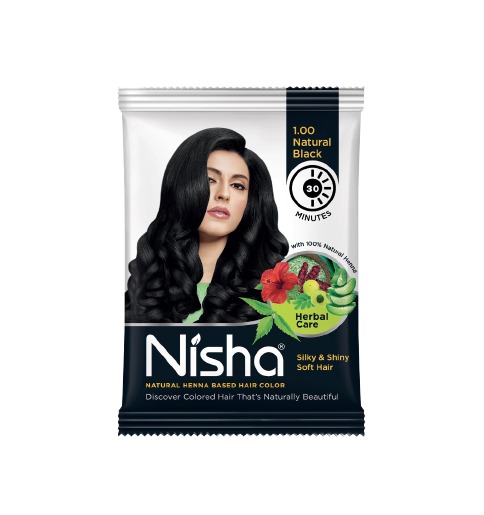 1.00
Natural
Black
30
MINUTES
with 100% Natural Henna
Herbal
Care
Nisha®
Silky & Shiny
Soft Hair
NATURAL HENNA BASED HAIR COLOR
Discover Colored Hair That's Naturally Beautiful